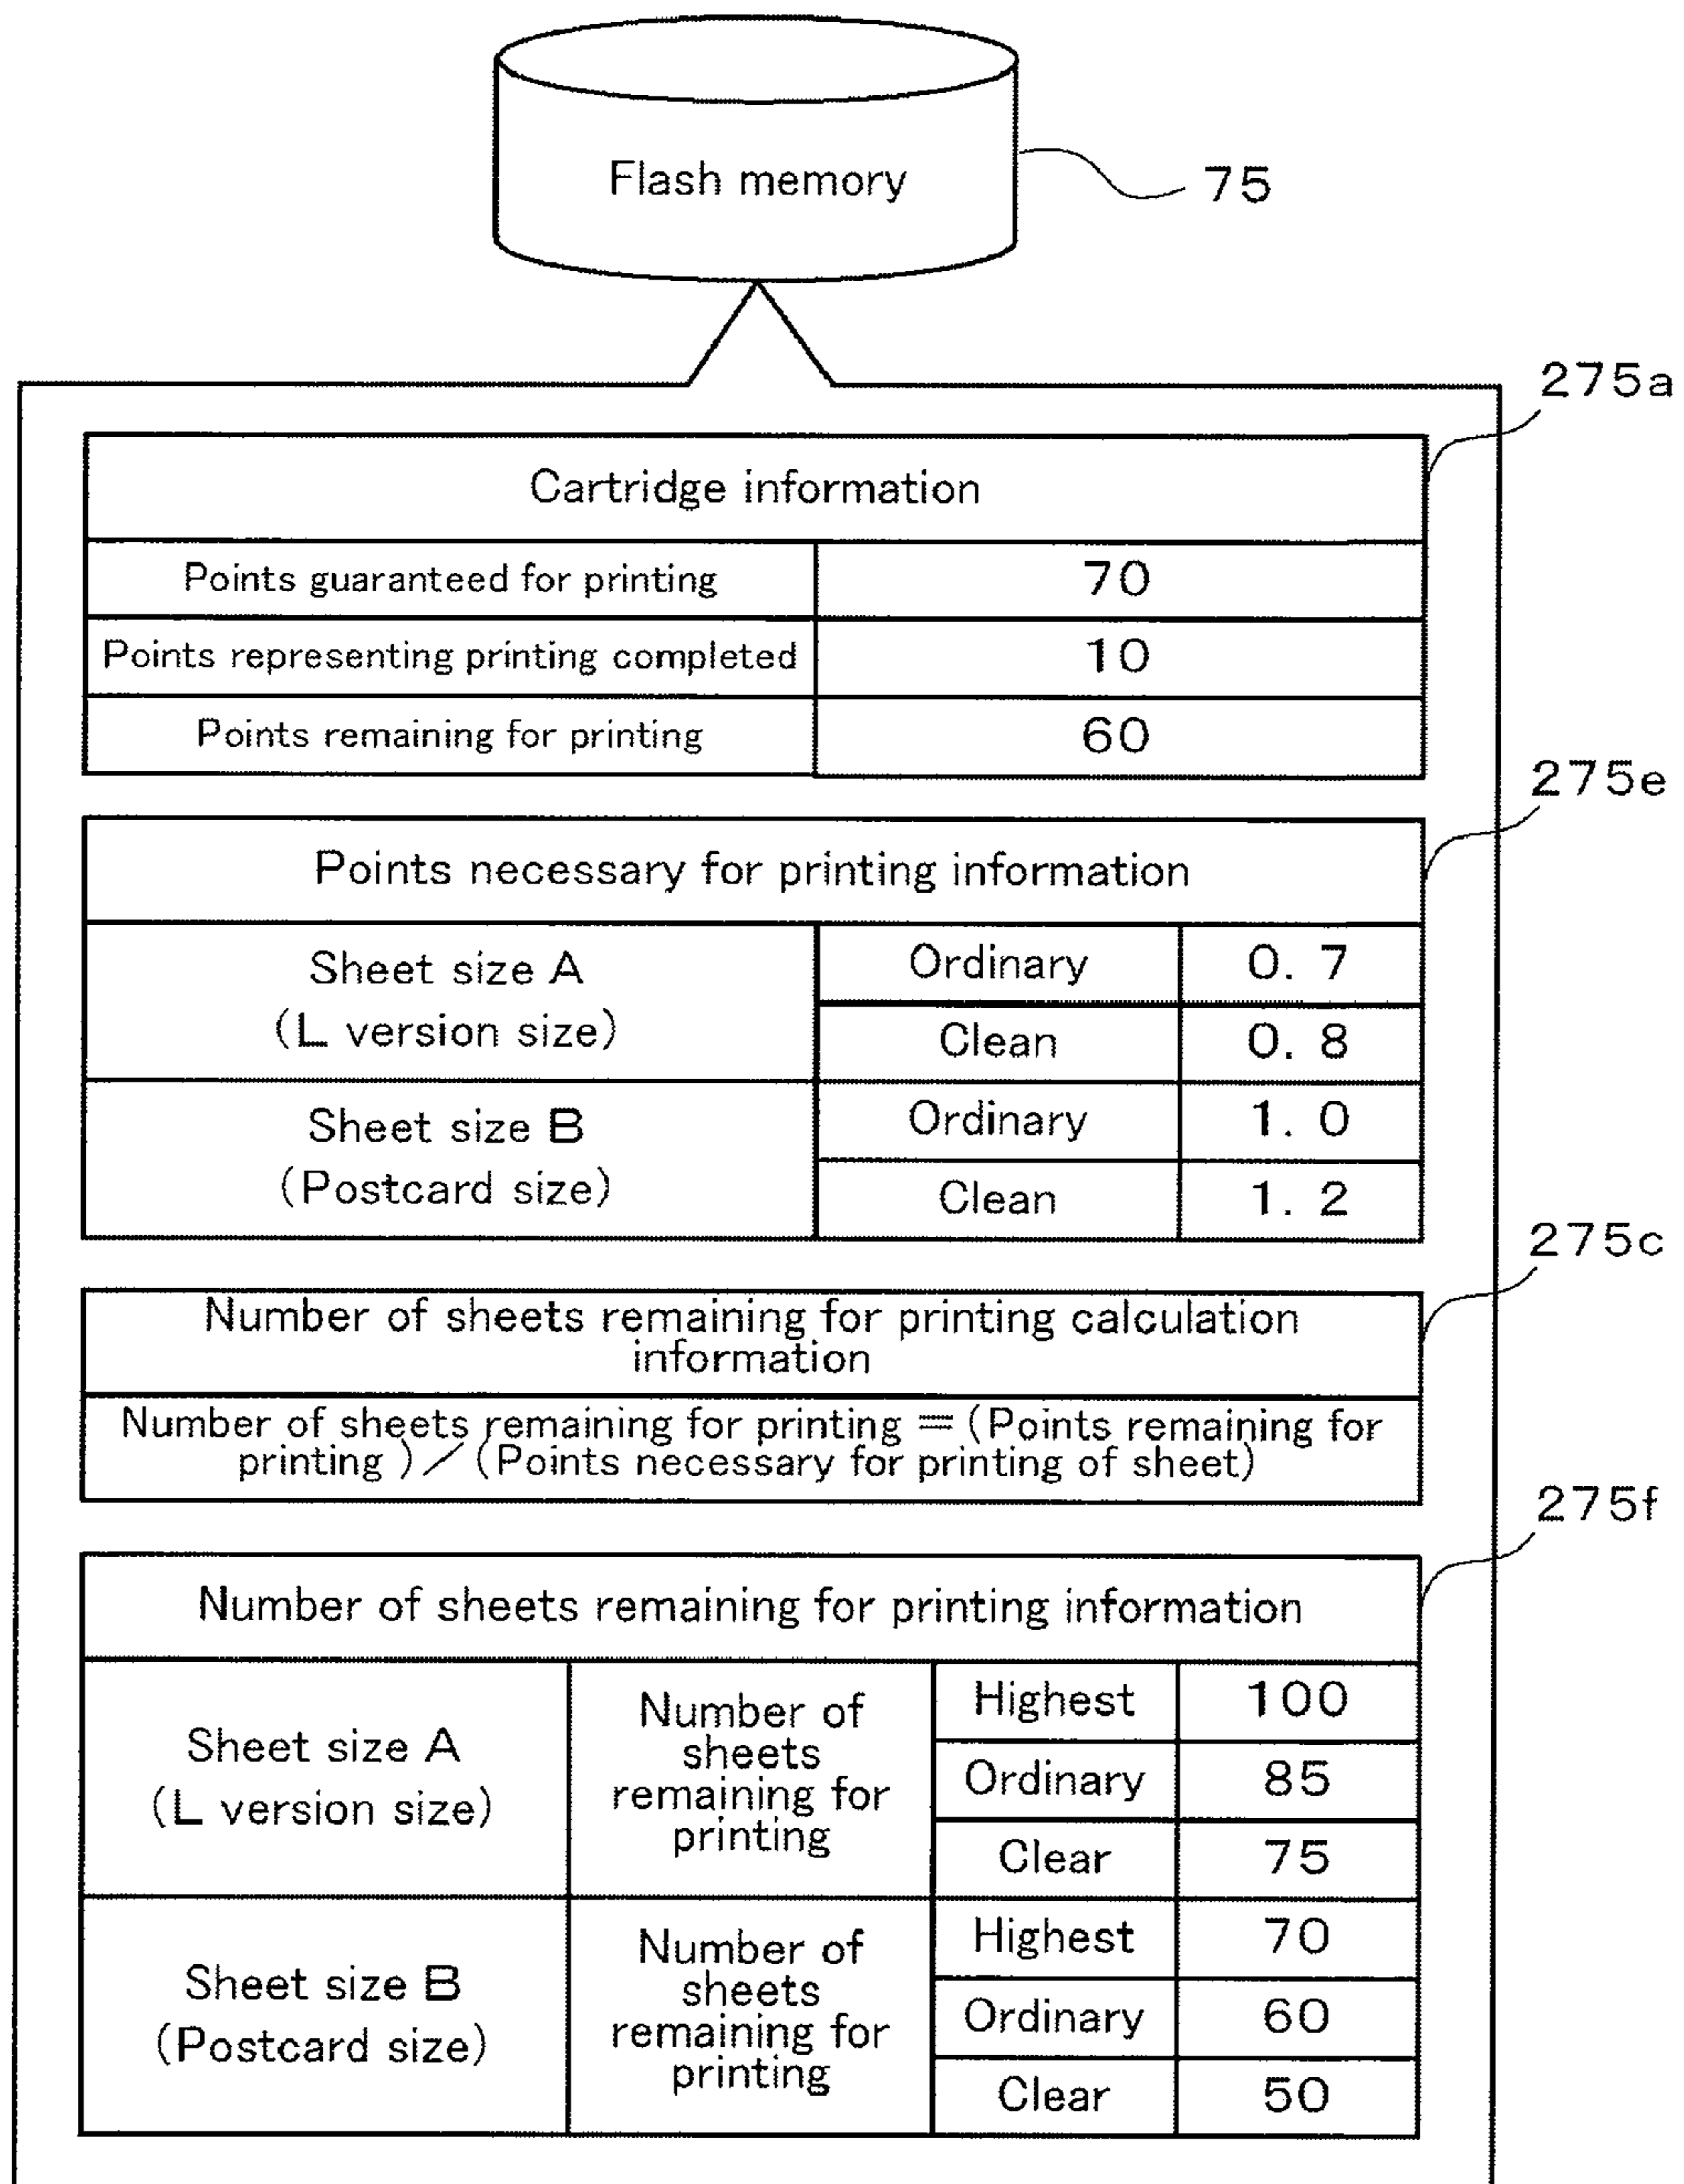 Flash memory
75
275a
Cartridge information
Points guaranteed for printing 70
Points representing printing completed 10
Points remaining for printing 60
275e
Points necessary for printing information
Sheet size A
(L version size)
Ordinary 0. 7
Clean 0. 8
Sheet size B
(Postcard size)
Ordinary 1. 0
Clean 1. 2
275c
Number of sheets remaining for printing calculation
information
Number of sheets remaining for printing = (Points remaining for
printing )/(Points necessary for printing of sheet)
275f
Number of sheets remaining for printing information
Sheet size A
(L version size)
Number of
sheets
remaining for
printing
Highest 100
Ordinary 85
Clear 75
Sheet size B
(Postcard size)
Number of
sheets
remaining for
printing
Highest 70
Ordinary 60
Clear 50